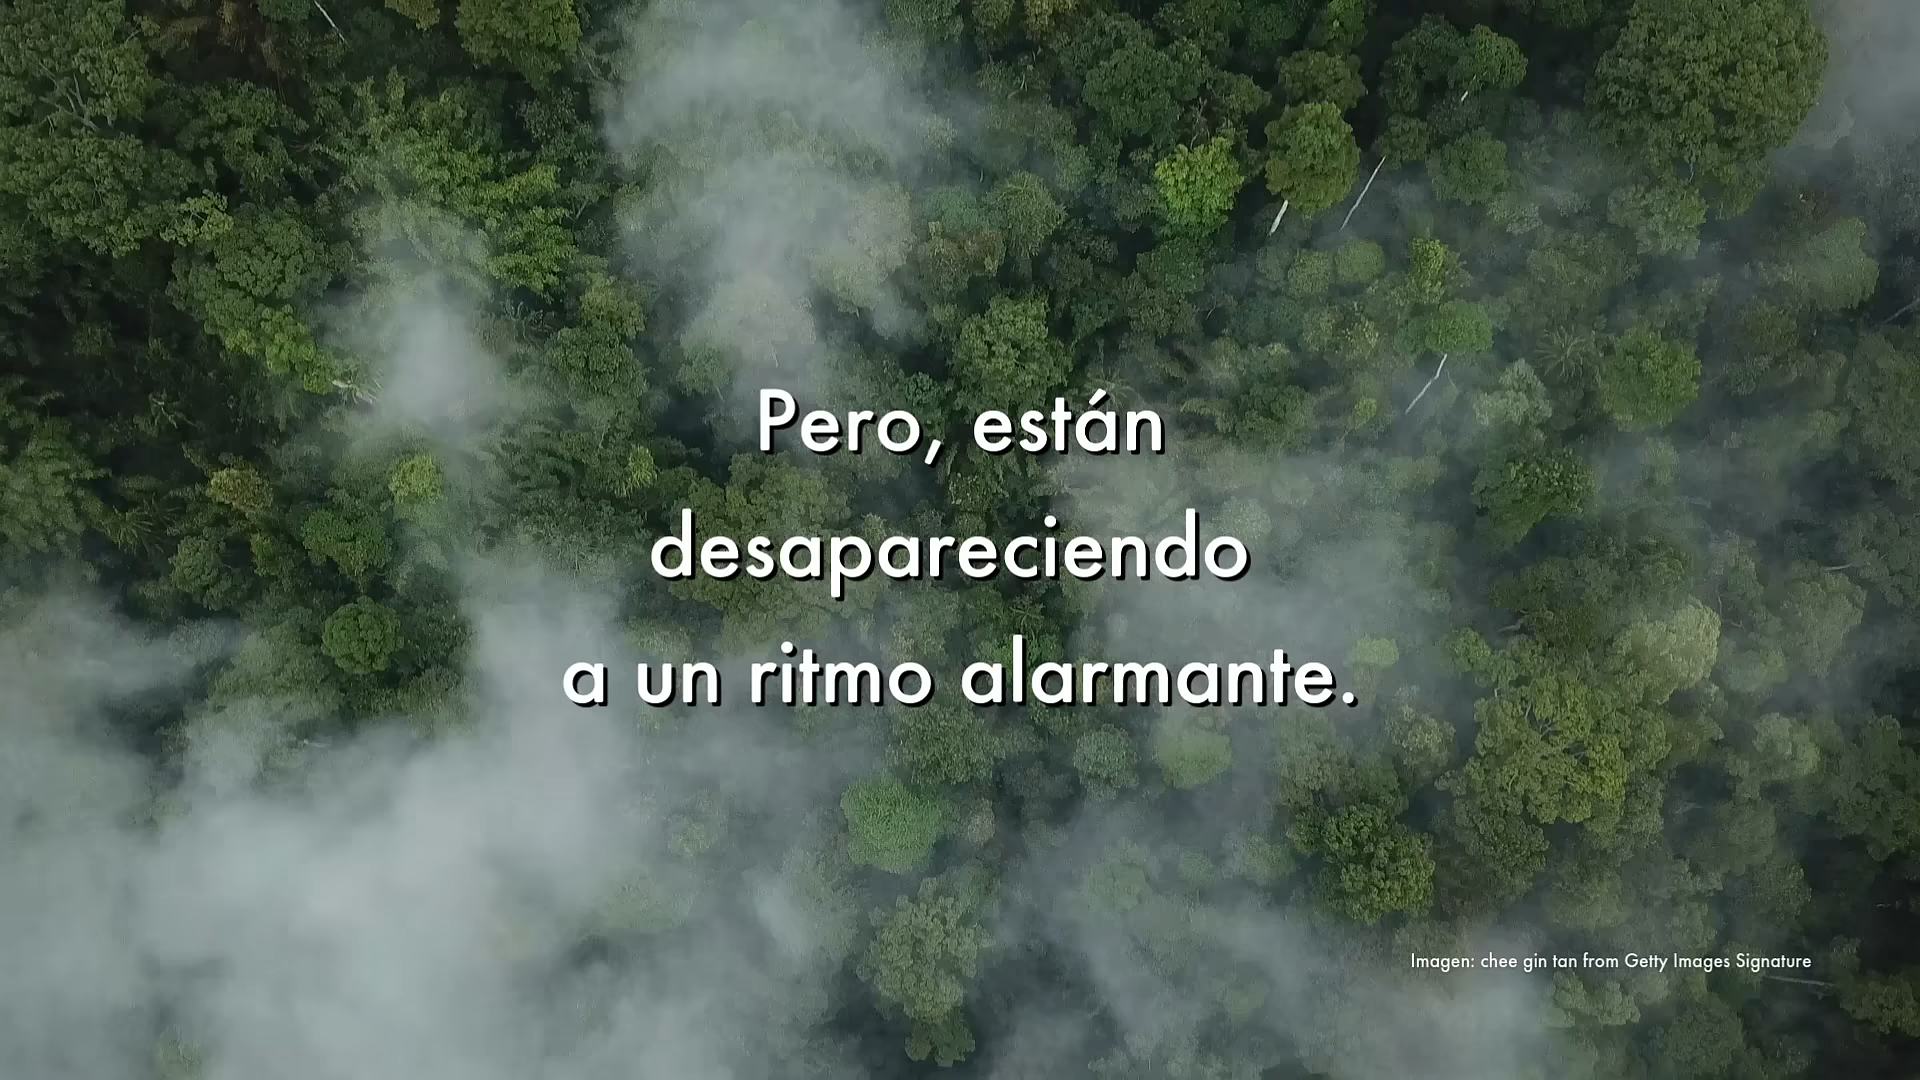 Pero, están
desapareciendo
a un ritmo alarmante.
Imagen: chee gin tan from Getty Images Signature